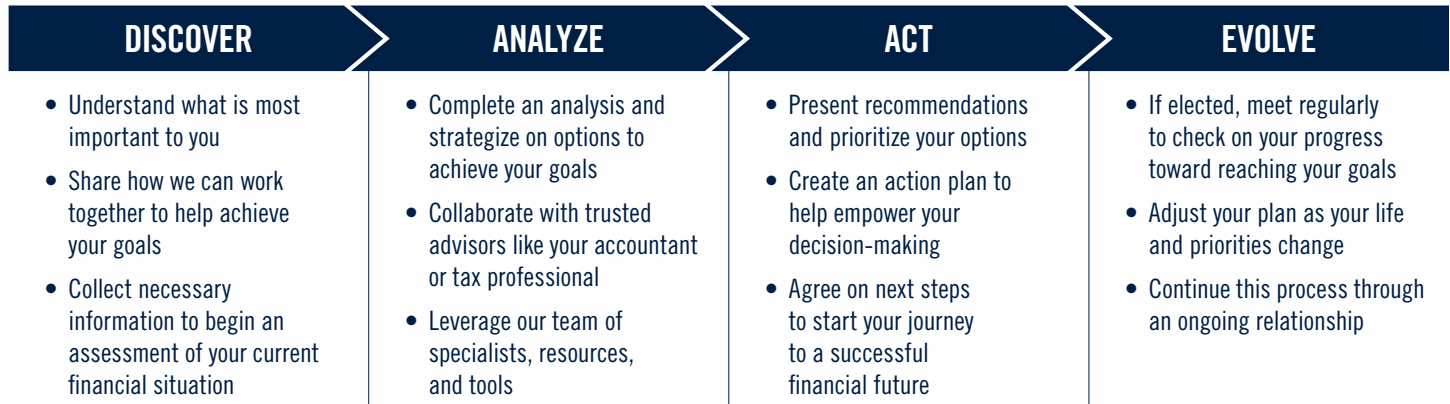 DISCOVER
• Understand what is most
important to you
• Share how we can work
together to help achieve
your goals
• Collect necessary
information to begin an
assessment of your current
financial situation
ANALYZE
• Complete an analysis and
strategize on options to
achieve your goals
• Collaborate with trusted
advisors like your accountant
or tax professional
• Leverage our team of
specialists, resources,
and tools
ACT
• Present recommendations
and prioritize your options
• Create an action plan to
help empower your
decision-making
• Agree on next steps
to start your journey
to a successful
financial future
EVOLVE
• If elected, meet regularly
to check on your progress
toward reaching your goals
• Adjust your plan as your life
and priorities change
• Continue this process through
an ongoing relationship